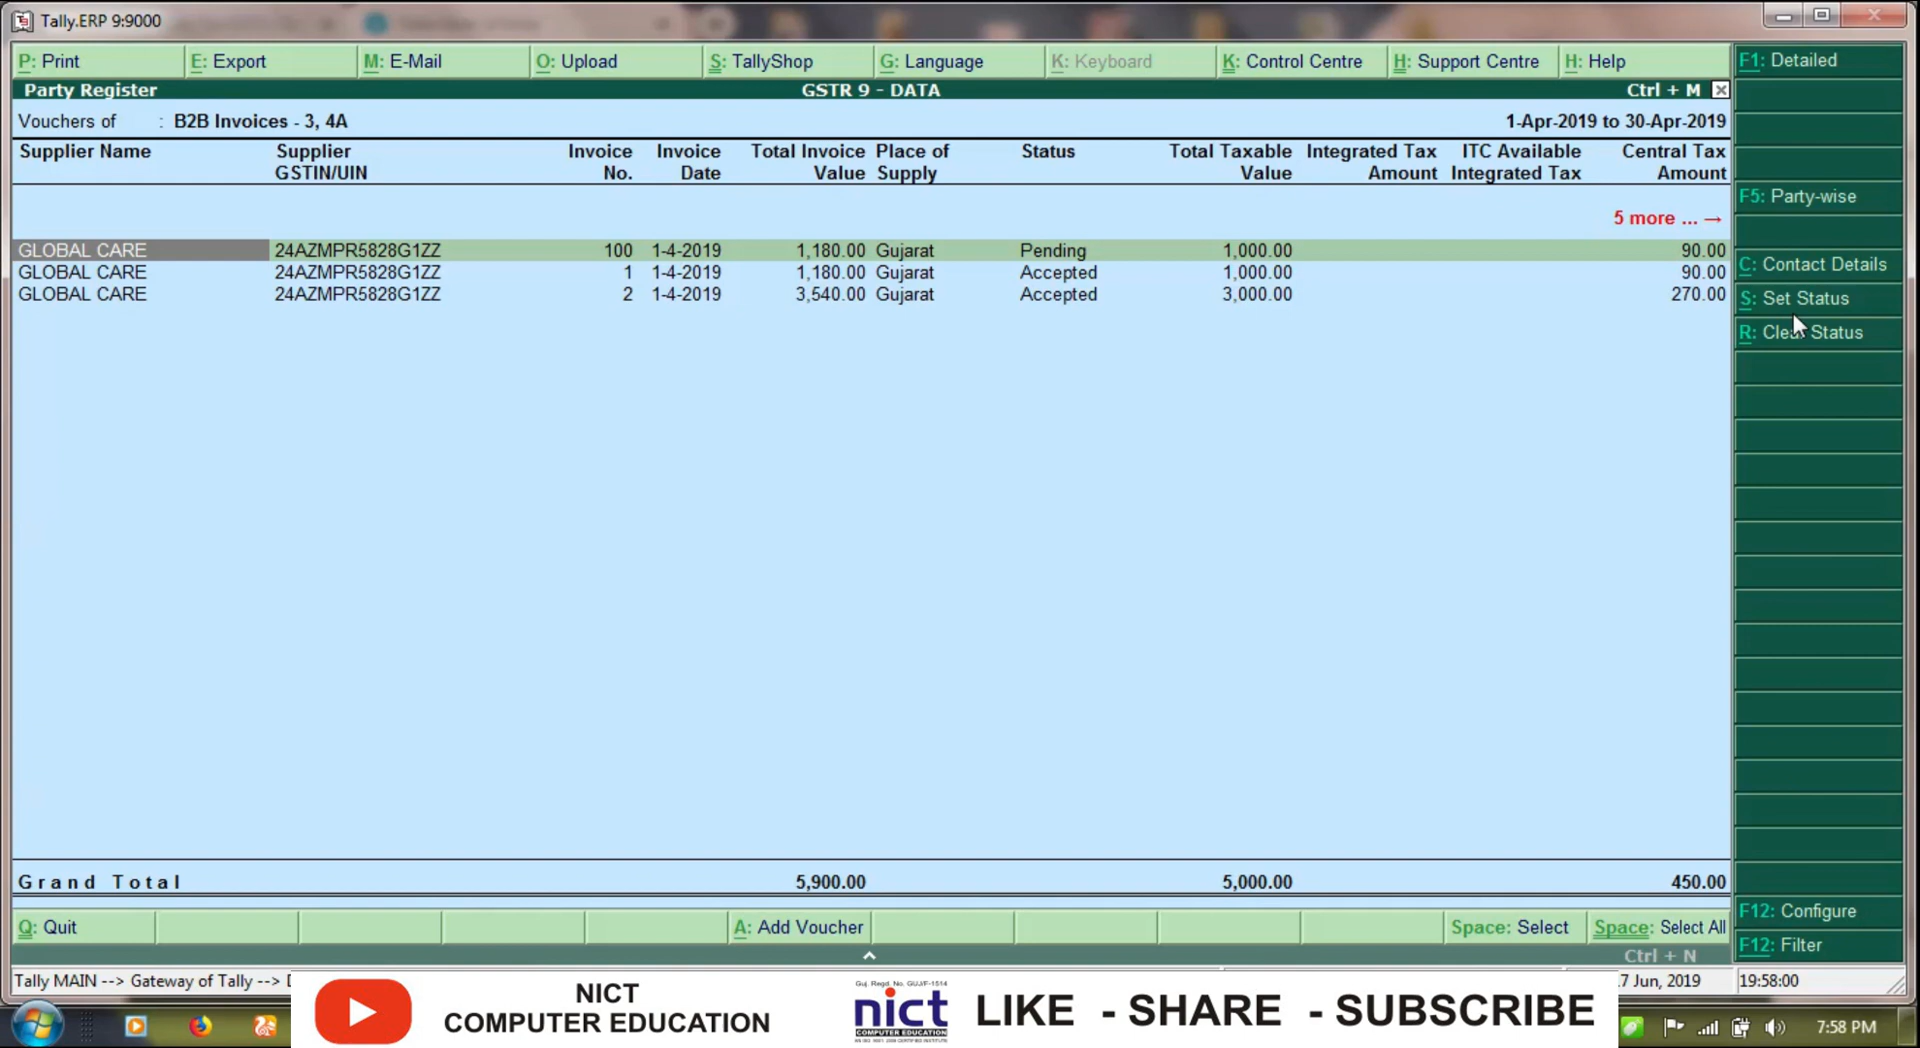 Tally.ERP 9:9000
P: Print E: Export M: E-Mail O: Upload S: TallyShop G: Language K: Keyboard K: Control Centre H: Support Centre H: Help F1: Detailed
Party Register GSTR 9 - DATA Ctrl + M
Vouchers of : B2B Invoices - 3, 4A 1-Apr-2019 to 30-Apr-2019
Supplier Name Supplier Invoice Invoice Total Invoice Place of Status Total Taxable Integrated Tax ITC Available Central Tax
GSTIN/UIN No. Date Value Supply Value Amount Integrated Tax Amount
F5: Party-wise
5 more ... →
GLOBAL CARE 24AZMPR5828G1ZZ 100 1-4-2019 1,180.00 Gujarat Pending 1,000.00 90.00
GLOBAL CARE 24AZMPR5828G1ZZ 1 1-4-2019 1,180.00 Gujarat Accepted 1,000.00 90.00
GLOBAL CARE 24AZMPR5828G1ZZ 2 1-4-2019 3,540.00 Gujarat Accepted 3,000.00 270.00
C: Contact Details
S: Set Status
R: Clear Status
Grand Total 5,900.00 5,000.00 450.00
Q: Quit A: Add Voucher Space: Select Space: Select All
F12: Configure
F12: Filter
Ctrl + N
Tally MAIN --> Gateway of Tally --> 7 Jun, 2019 19:58:00
NICT
COMPUTER EDUCATION
Guj. Regd. No. GUJ/F-1514
nict
COMPUTER EDUCATION
LIKE - SHARE - SUBSCRIBE
7:58 PM